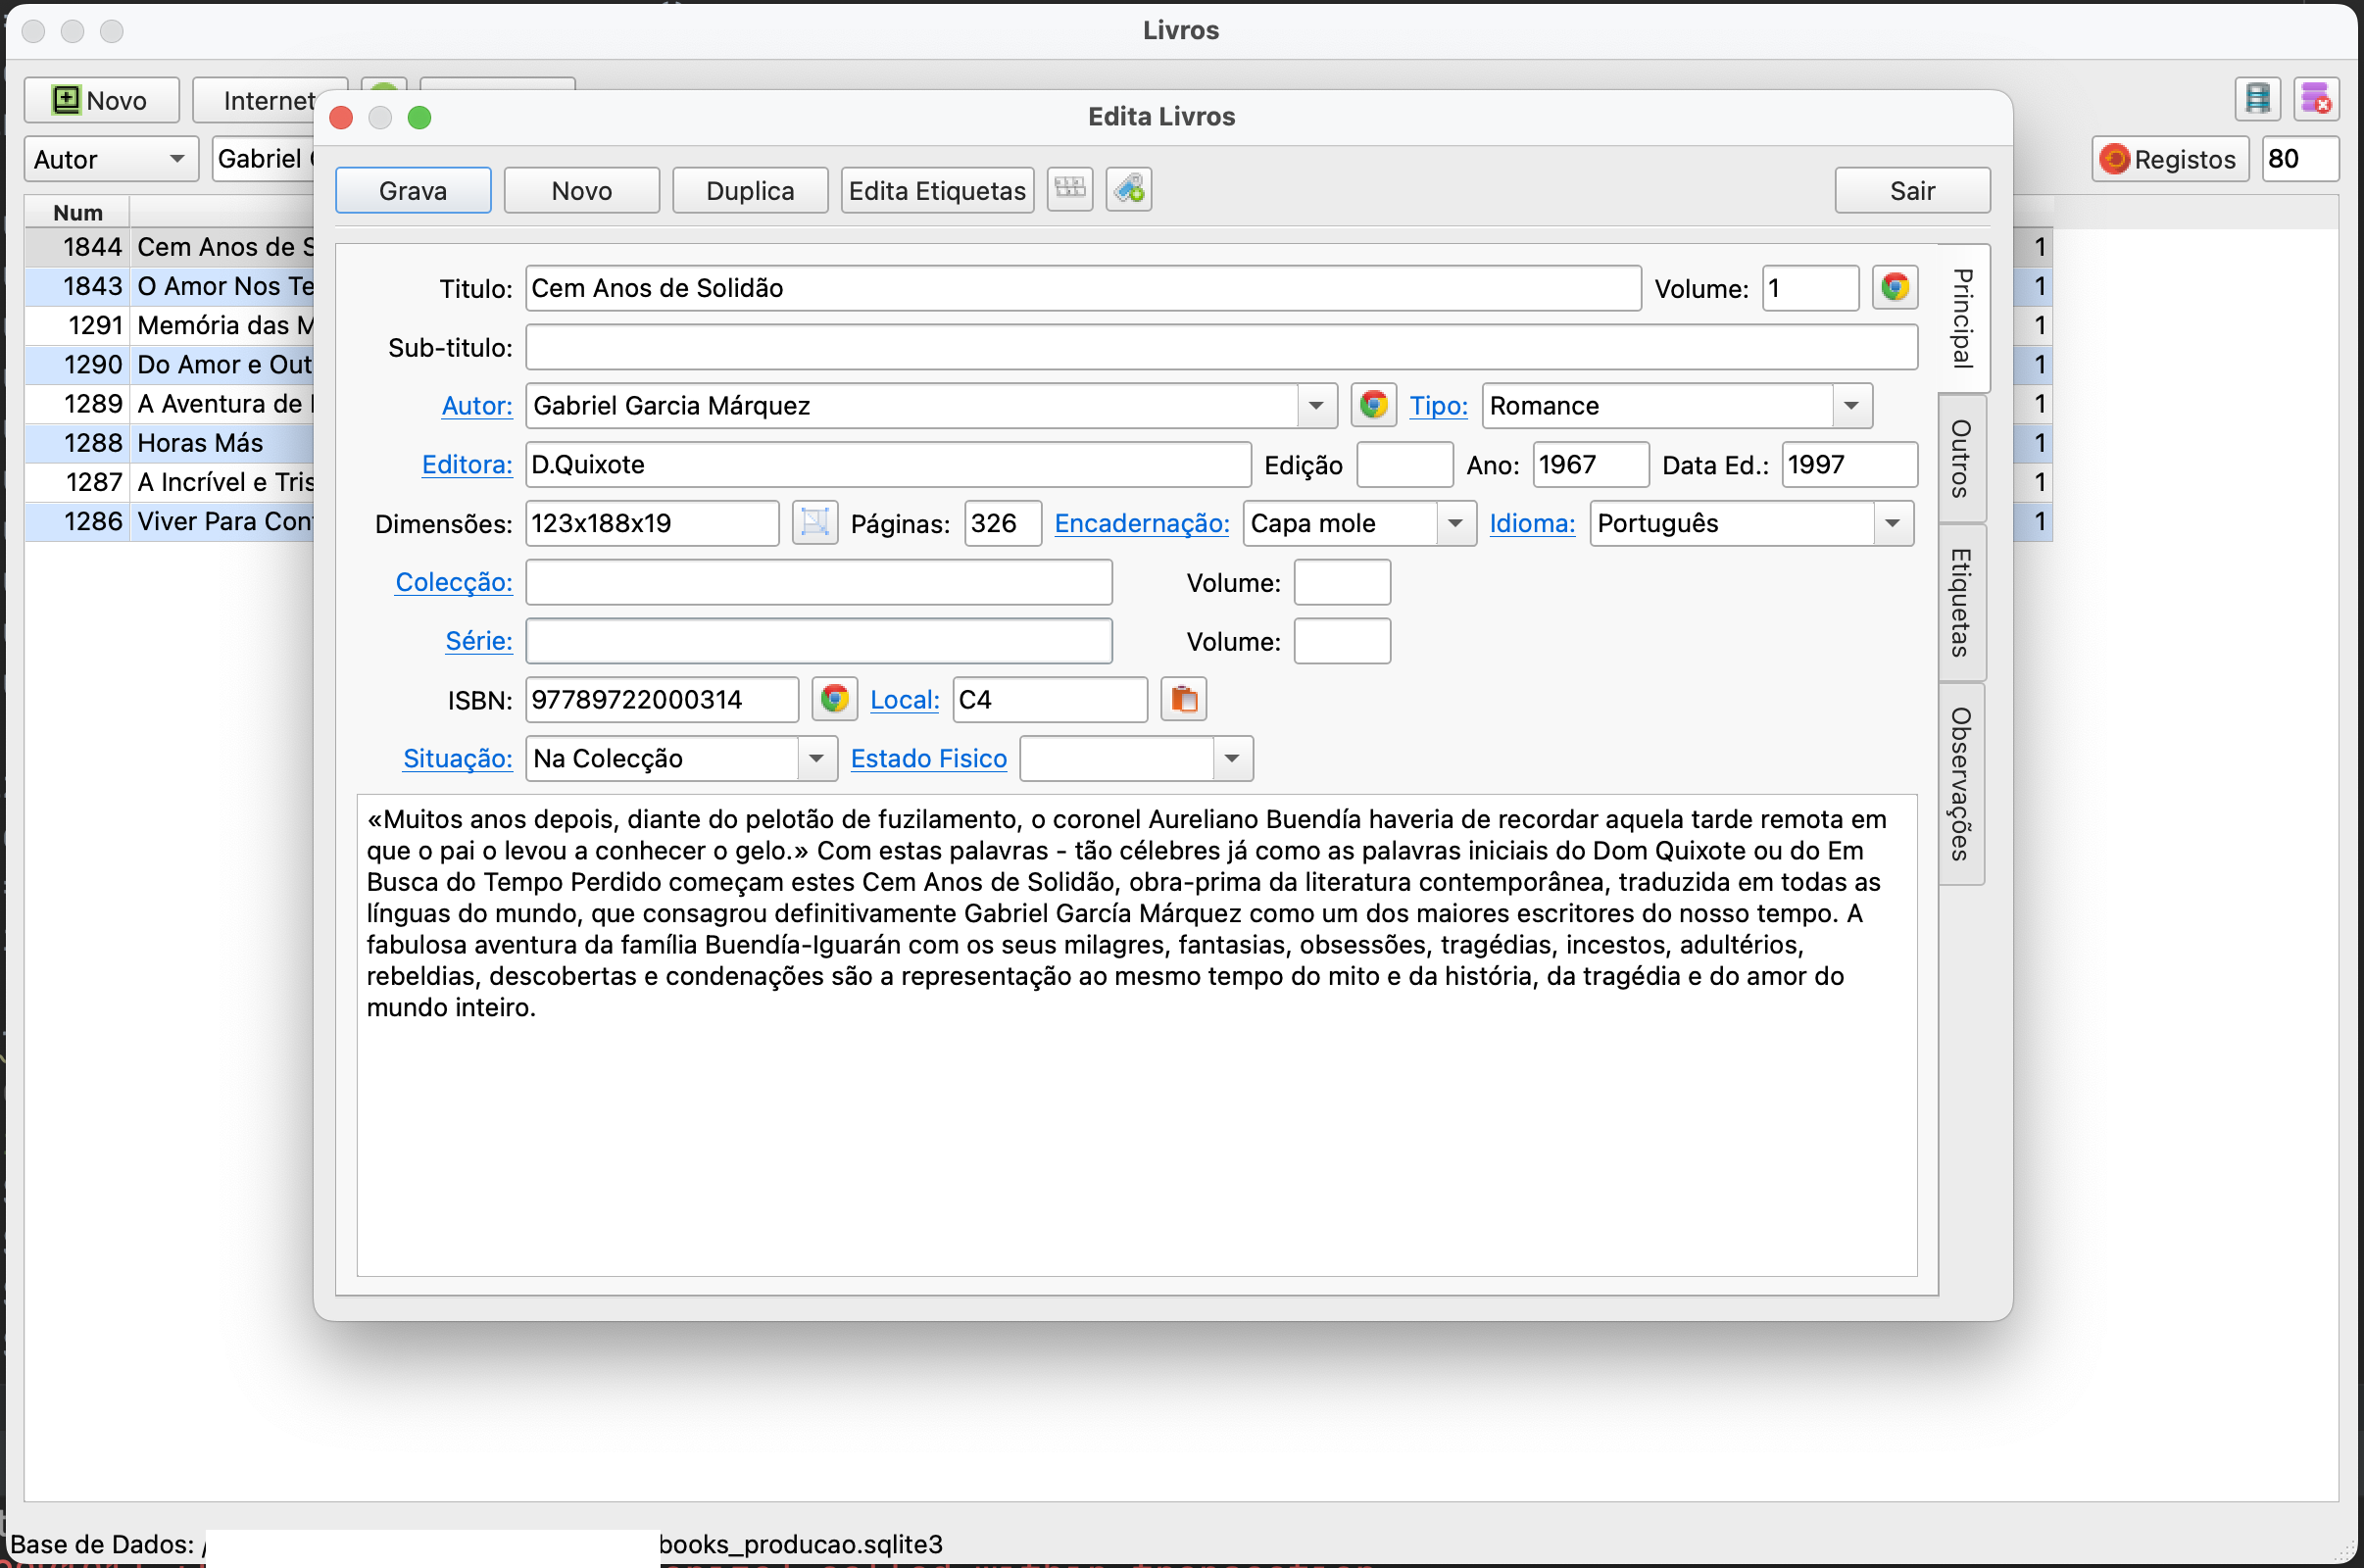 Livros
Novo
Internet
Autor
Gabriel
Registos
80
Num
1844 Cem Anos de S 1
1843 O Amor Nos Te 1
1291 Memória das M 1
1290 Do Amor e Out 1
1289 A Aventura de 1
1288 Horas Más 1
1287 A Incrível e Tris 1
1286 Viver Para Con 1
Edita Livros
Grava Novo Duplica Edita Etiquetas Sair
Titulo: Cem Anos de Solidão Volume: 1
Sub-titulo:
Autor: Gabriel Garcia Márquez Tipo: Romance
Editora: D.Quixote Edição Ano: 1967 Data Ed.: 1997
Dimensões: 123x188x19 Páginas: 326 Encadernação: Capa mole Idioma: Português
Colecção: Volume:
Série: Volume:
ISBN: 97789722000314 Local: C4
Situação: Na Colecção Estado Fisico
«Muitos anos depois, diante do pelotão de fuzilamento, o coronel Aureliano Buendía haveria de recordar aquela tarde remota em
que o pai o levou a conhecer o gelo.» Com estas palavras - tão célebres já como as palavras iniciais do Dom Quixote ou do Em
Busca do Tempo Perdido começam estes Cem Anos de Solidão, obra-prima da literatura contemporânea, traduzida em todas as
línguas do mundo, que consagrou definitivamente Gabriel García Márquez como um dos maiores escritores do nosso tempo. A
fabulosa aventura da família Buendía-Iguarán com os seus milagres, fantasias, obsessões, tragédias, incestos, adultérios,
rebeldias, descobertas e condenações são a representação ao mesmo tempo do mito e da história, da tragédia e do amor do
mundo inteiro.
Principal
Outros
Etiquetas
Observações
Base de Dados: / books_producao.sqlite3